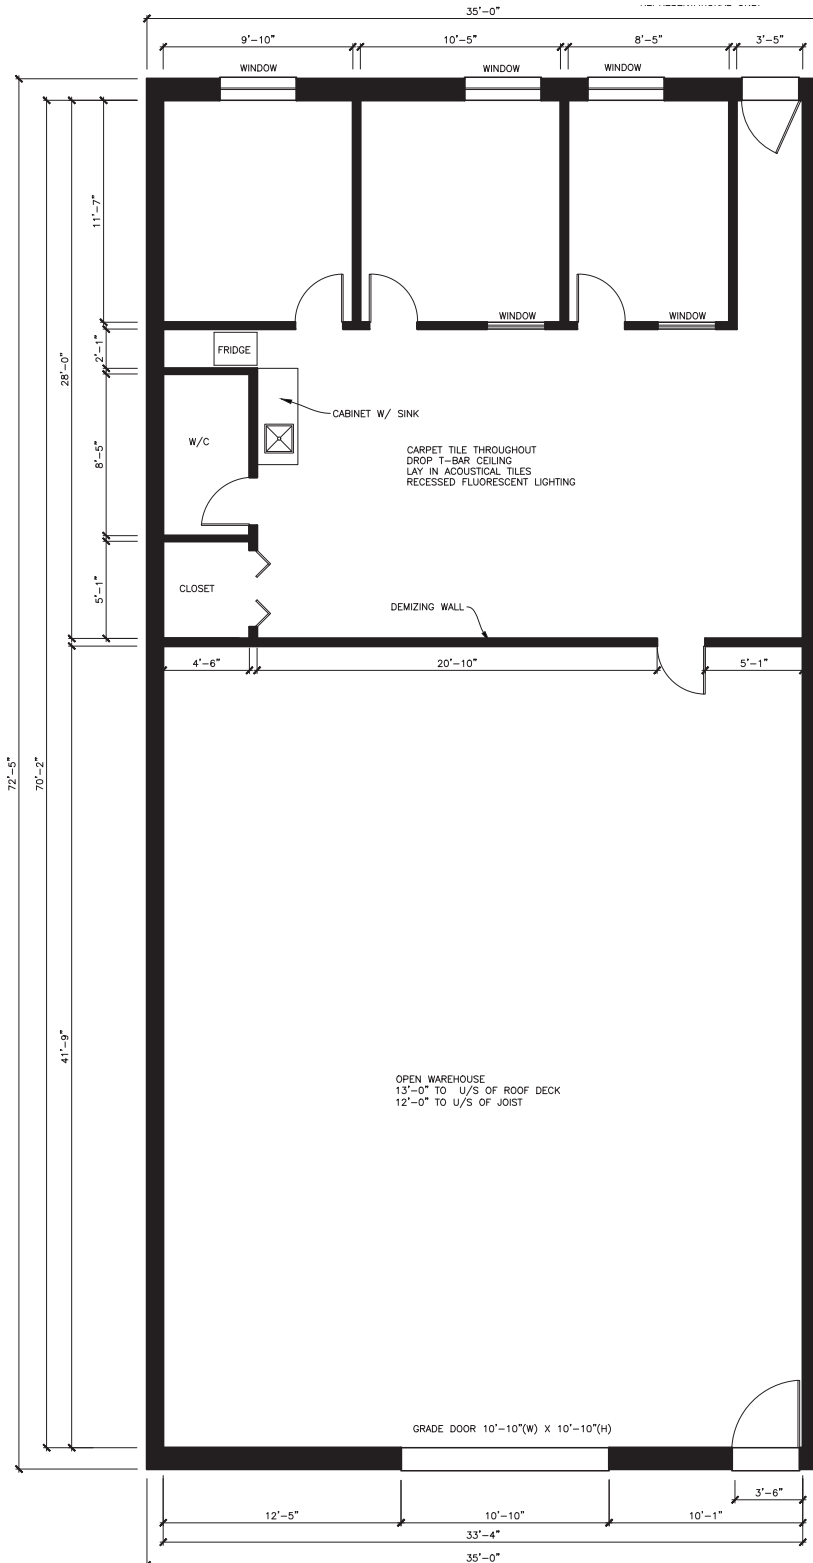 35'-0"
9'-10" 10'-5" 8'-5" 3'-5"
WINDOW WINDOW WINDOW
11'-7"
WINDOW WINDOW
2'-1"
FRIDGE
28'-0"
CABINET W/ SINK
W/C
8'-5"
CARPET TILE THROUGHOUT
DROP T-BAR CEILING
LAY IN ACOUSTICAL TILES
RECESSED FLUORESCENT LIGHTING
5'-1"
CLOSET
DEMIZING WALL
4'-6" 20'-10" 5'-1"
72'-5"
70'-2"
41'-9"
OPEN WAREHOUSE
13'-0" TO U/S OF ROOF DECK
12'-0" TO U/S OF JOIST
GRADE DOOR 10'-10"(W) X 10'-10"(H)
3'-6"
12'-5" 10'-10" 10'-1"
33'-4"
35'-0"